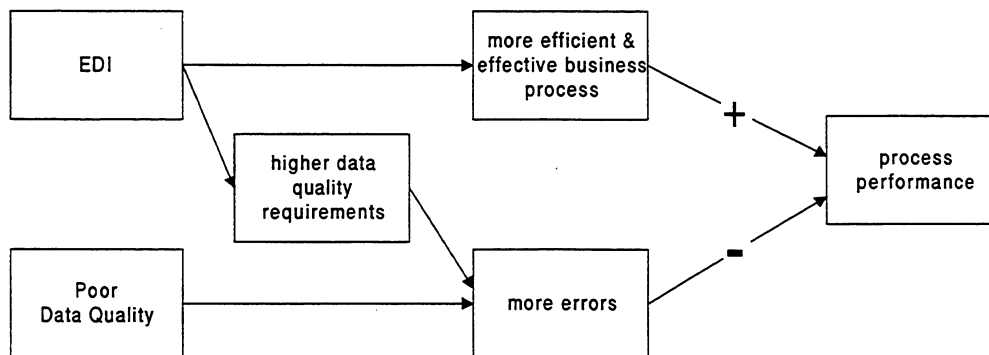 EDI
more efficient &
effective business
process
+
higher data
quality
requirements
process
performance
-
Poor
Data Quality
more errors